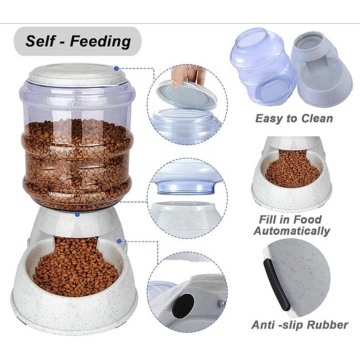 Self - Feeding
Easy to Clean
Fill in Food
Automatically
Anti -slip Rubber